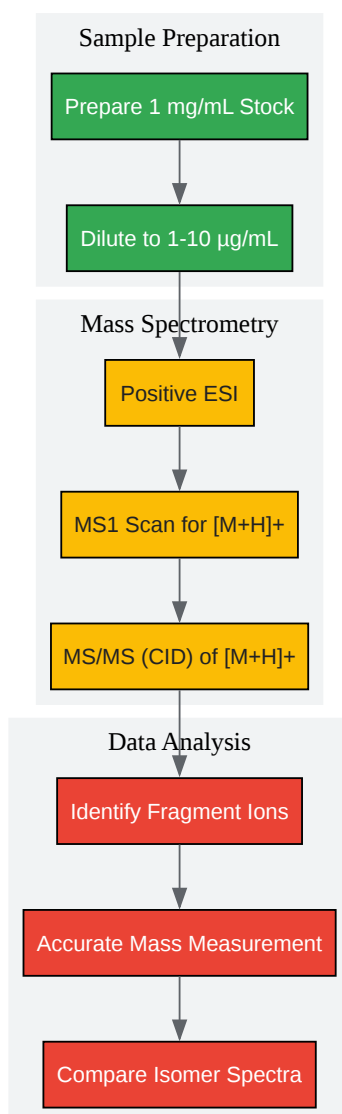 Sample Preparation
Prepare 1 mg/mL Stock
Dilute to 1-10 µg/mL
Mass Spectrometry
Positive ESI
MS1 Scan for [M+H]+
MS/MS (CID) of [M+H]+
Data Analysis
Identify Fragment Ions
Accurate Mass Measurement
Compare Isomer Spectra